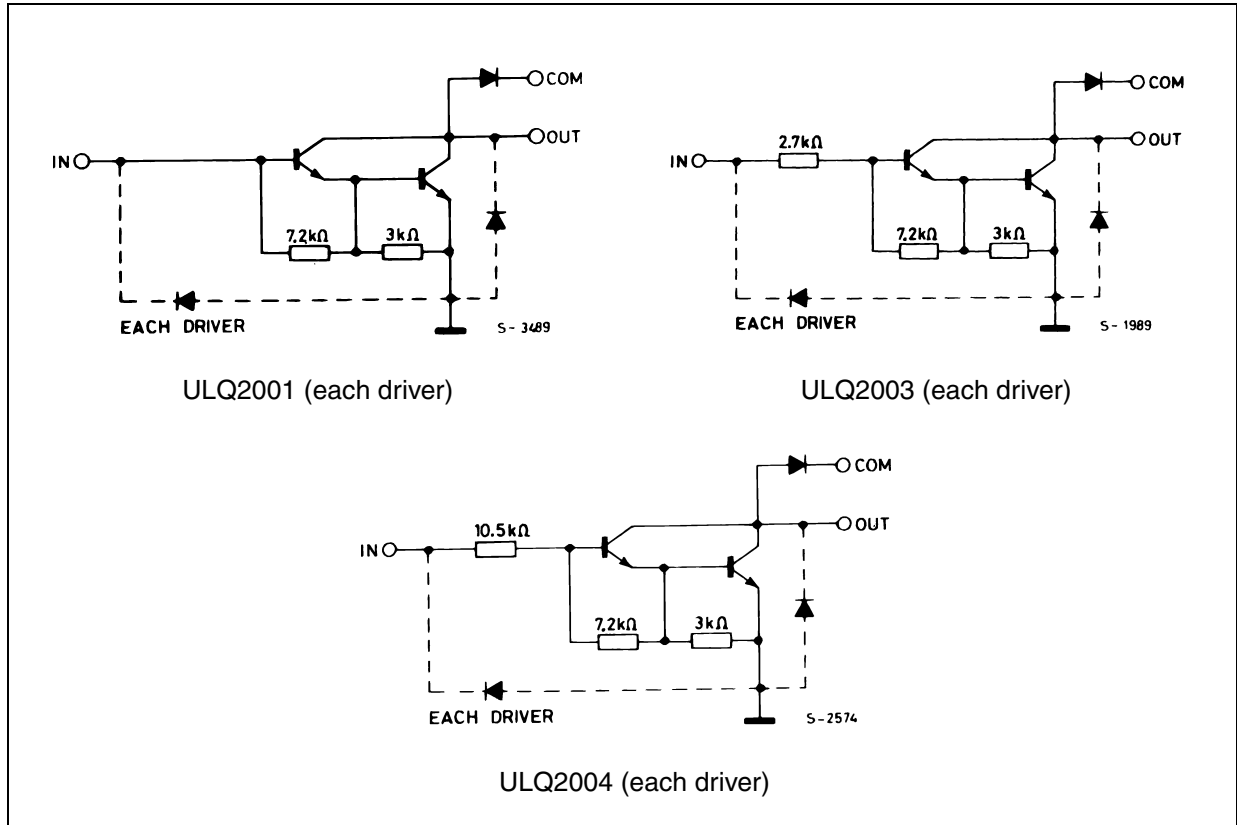 COM
OUT
IN
7.2kΩ
3kΩ
EACH DRIVER
S-3489
ULQ2001 (each driver)
COM
OUT
2.7kΩ
IN
7.2kΩ
3kΩ
EACH DRIVER
S-1989
ULQ2003 (each driver)
COM
OUT
10.5kΩ
IN
7.2kΩ
3kΩ
EACH DRIVER
S-2574
ULQ2004 (each driver)